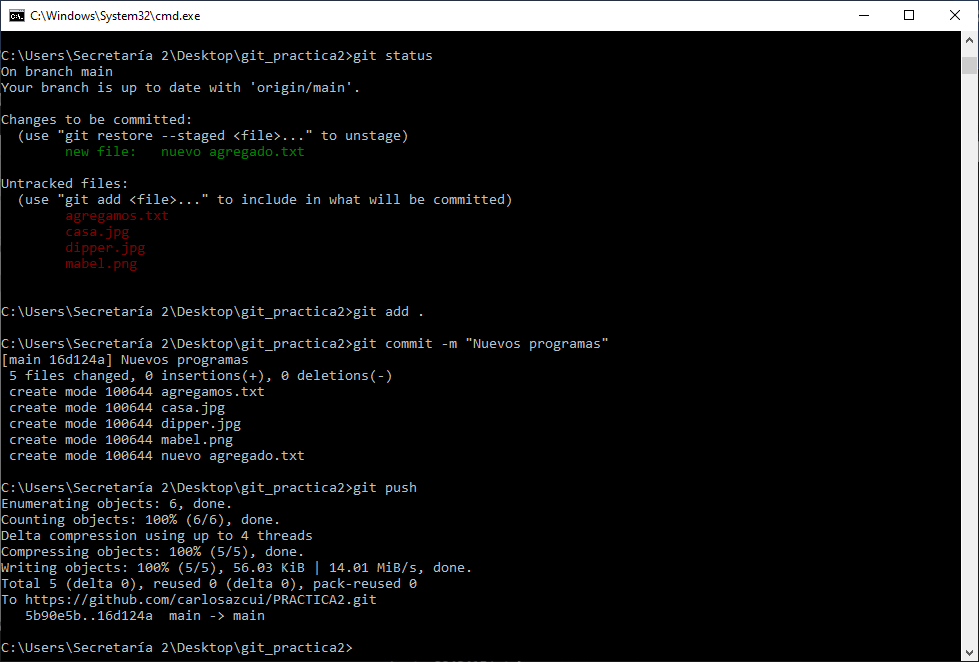 C:\Windows\System32\cmd.exe
C:\Users\Secretaría 2\Desktop\git_practica2>git status
On branch main
Your branch is up to date with 'origin/main'.
Changes to be committed:
  (use "git restore --staged <file>..." to unstage)
        new file:   nuevo agregado.txt
Untracked files:
  (use "git add <file>..." to include in what will be committed)
        agregamos.txt
        casa.jpg
        dipper.jpg
        mabel.png
C:\Users\Secretaría 2\Desktop\git_practica2>git add .
C:\Users\Secretaría 2\Desktop\git_practica2>git commit -m "Nuevos programas"
[main 16d124a] Nuevos programas
 5 files changed, 0 insertions(+), 0 deletions(-)
 create mode 100644 agregamos.txt
 create mode 100644 casa.jpg
 create mode 100644 dipper.jpg
 create mode 100644 mabel.png
 create mode 100644 nuevo agregado.txt
C:\Users\Secretaría 2\Desktop\git_practica2>git push
Enumerating objects: 6, done.
Counting objects: 100% (6/6), done.
Delta compression using up to 4 threads
Compressing objects: 100% (5/5), done.
Writing objects: 100% (5/5), 56.03 KiB | 14.01 MiB/s, done.
Total 5 (delta 0), reused 0 (delta 0), pack-reused 0
To https://github.com/carlosazcui/PRACTICA2.git
   5b90e5b..16d124a  main -> main
C:\Users\Secretaría 2\Desktop\git_practica2>